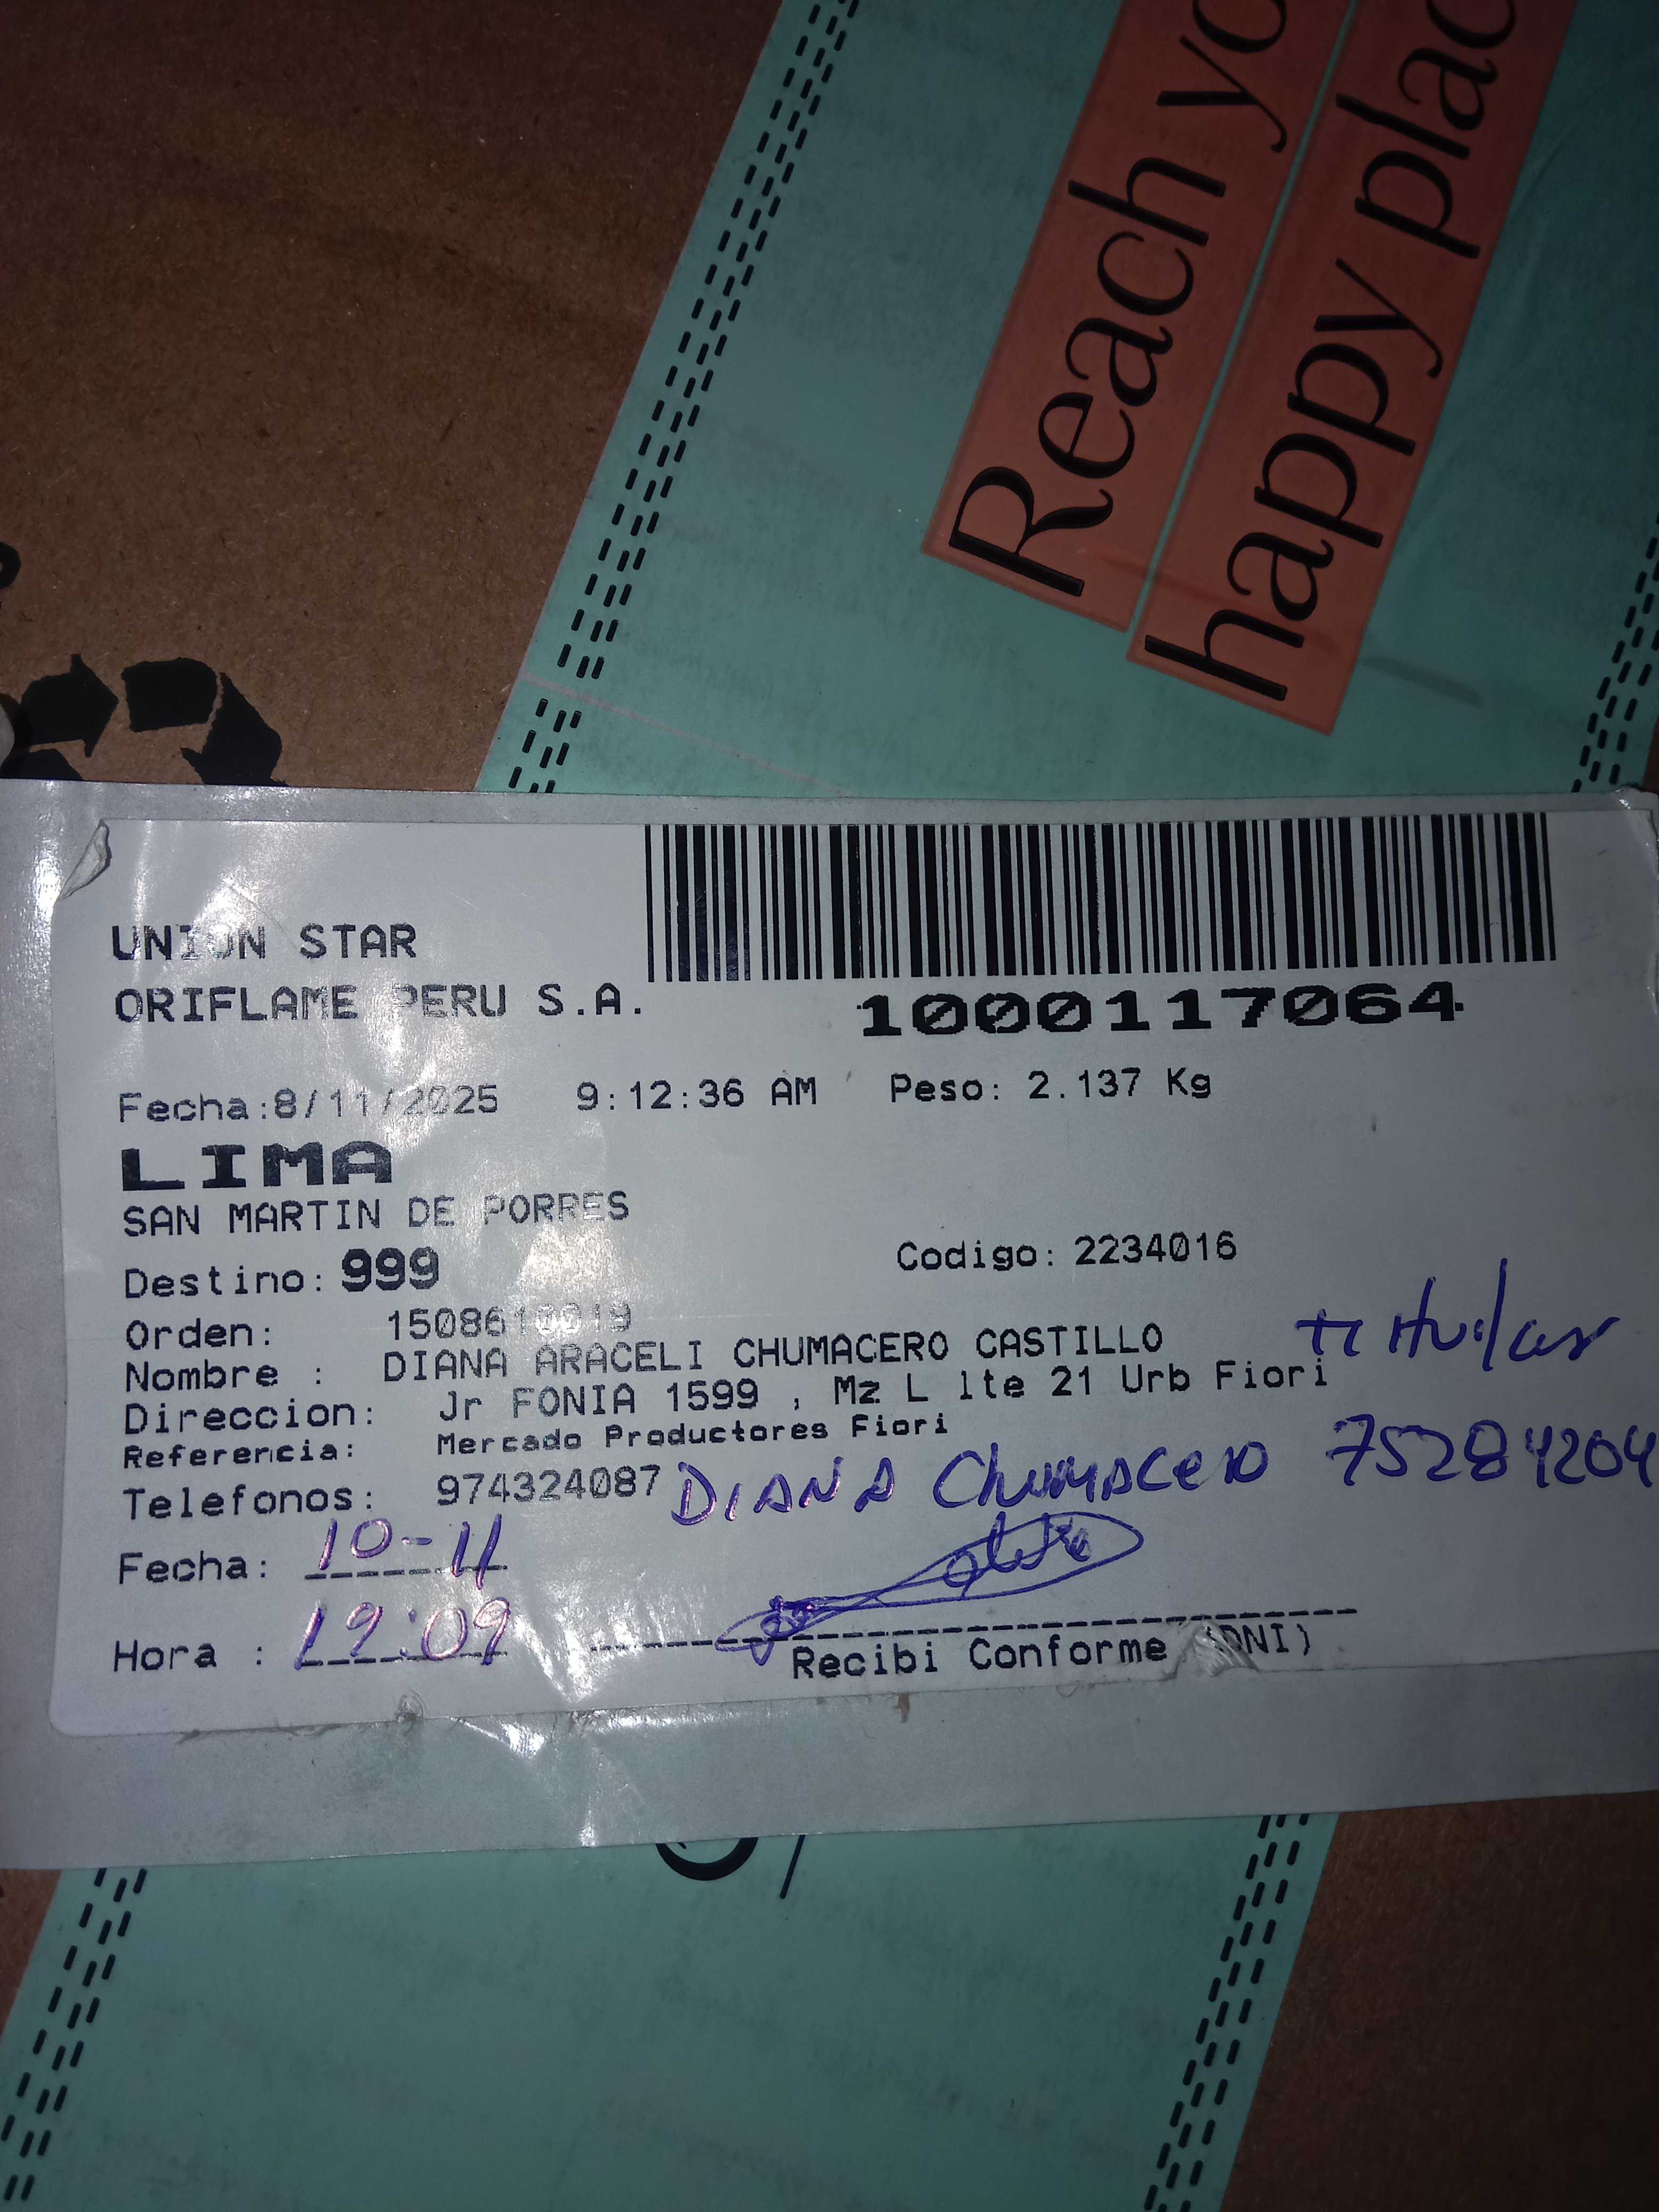 Reach yo
happy plac
UNION STAR
ORIFLAME PERU S.A.
1000117064
Fecha:8/11/2025 9:12:36 AM Peso: 2.137 Kg
LIMA
SAN MARTIN DE PORRES
Destino: 999 Codigo: 2234016
Orden: 1508610019
Nombre : DIANA ARACELI CHUMACERO CASTILLO titular
Direccion: Jr FONIA 1599 , Mz L lte 21 Urb Fiori
Referencia: Mercado Productores Fiori
Telefonos: 974324087 DIANA Chumacero 75284204
Fecha: 10-11
Hora : 19:09
Recibi Conforme (DNI)